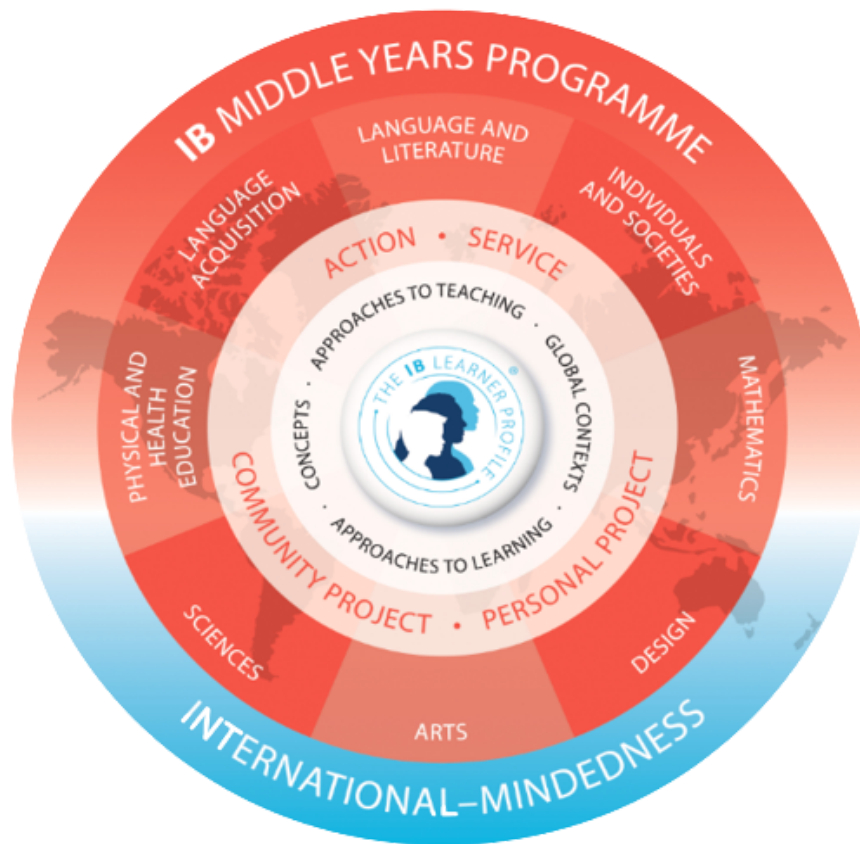 IB MIDDLE YEARS PROGRAMME
LANGUAGE AND
LITERATURE
LANGUAGE
ACQUISITION
INDIVIDUALS
AND SOCIETIES
PHYSICAL AND
HEALTH
EDUCATION
MATHEMATICS
SCIENCES
ARTS
DESIGN
ACTION • SERVICE
COMMUNITY PROJECT • PERSONAL PROJECT
APPROACHES TO TEACHING · GLOBAL CONTEXTS ·
APPROACHES TO LEARNING · CONCEPTS ·
THE IB LEARNER PROFILE ®
INTERNATIONAL–MINDEDNESS